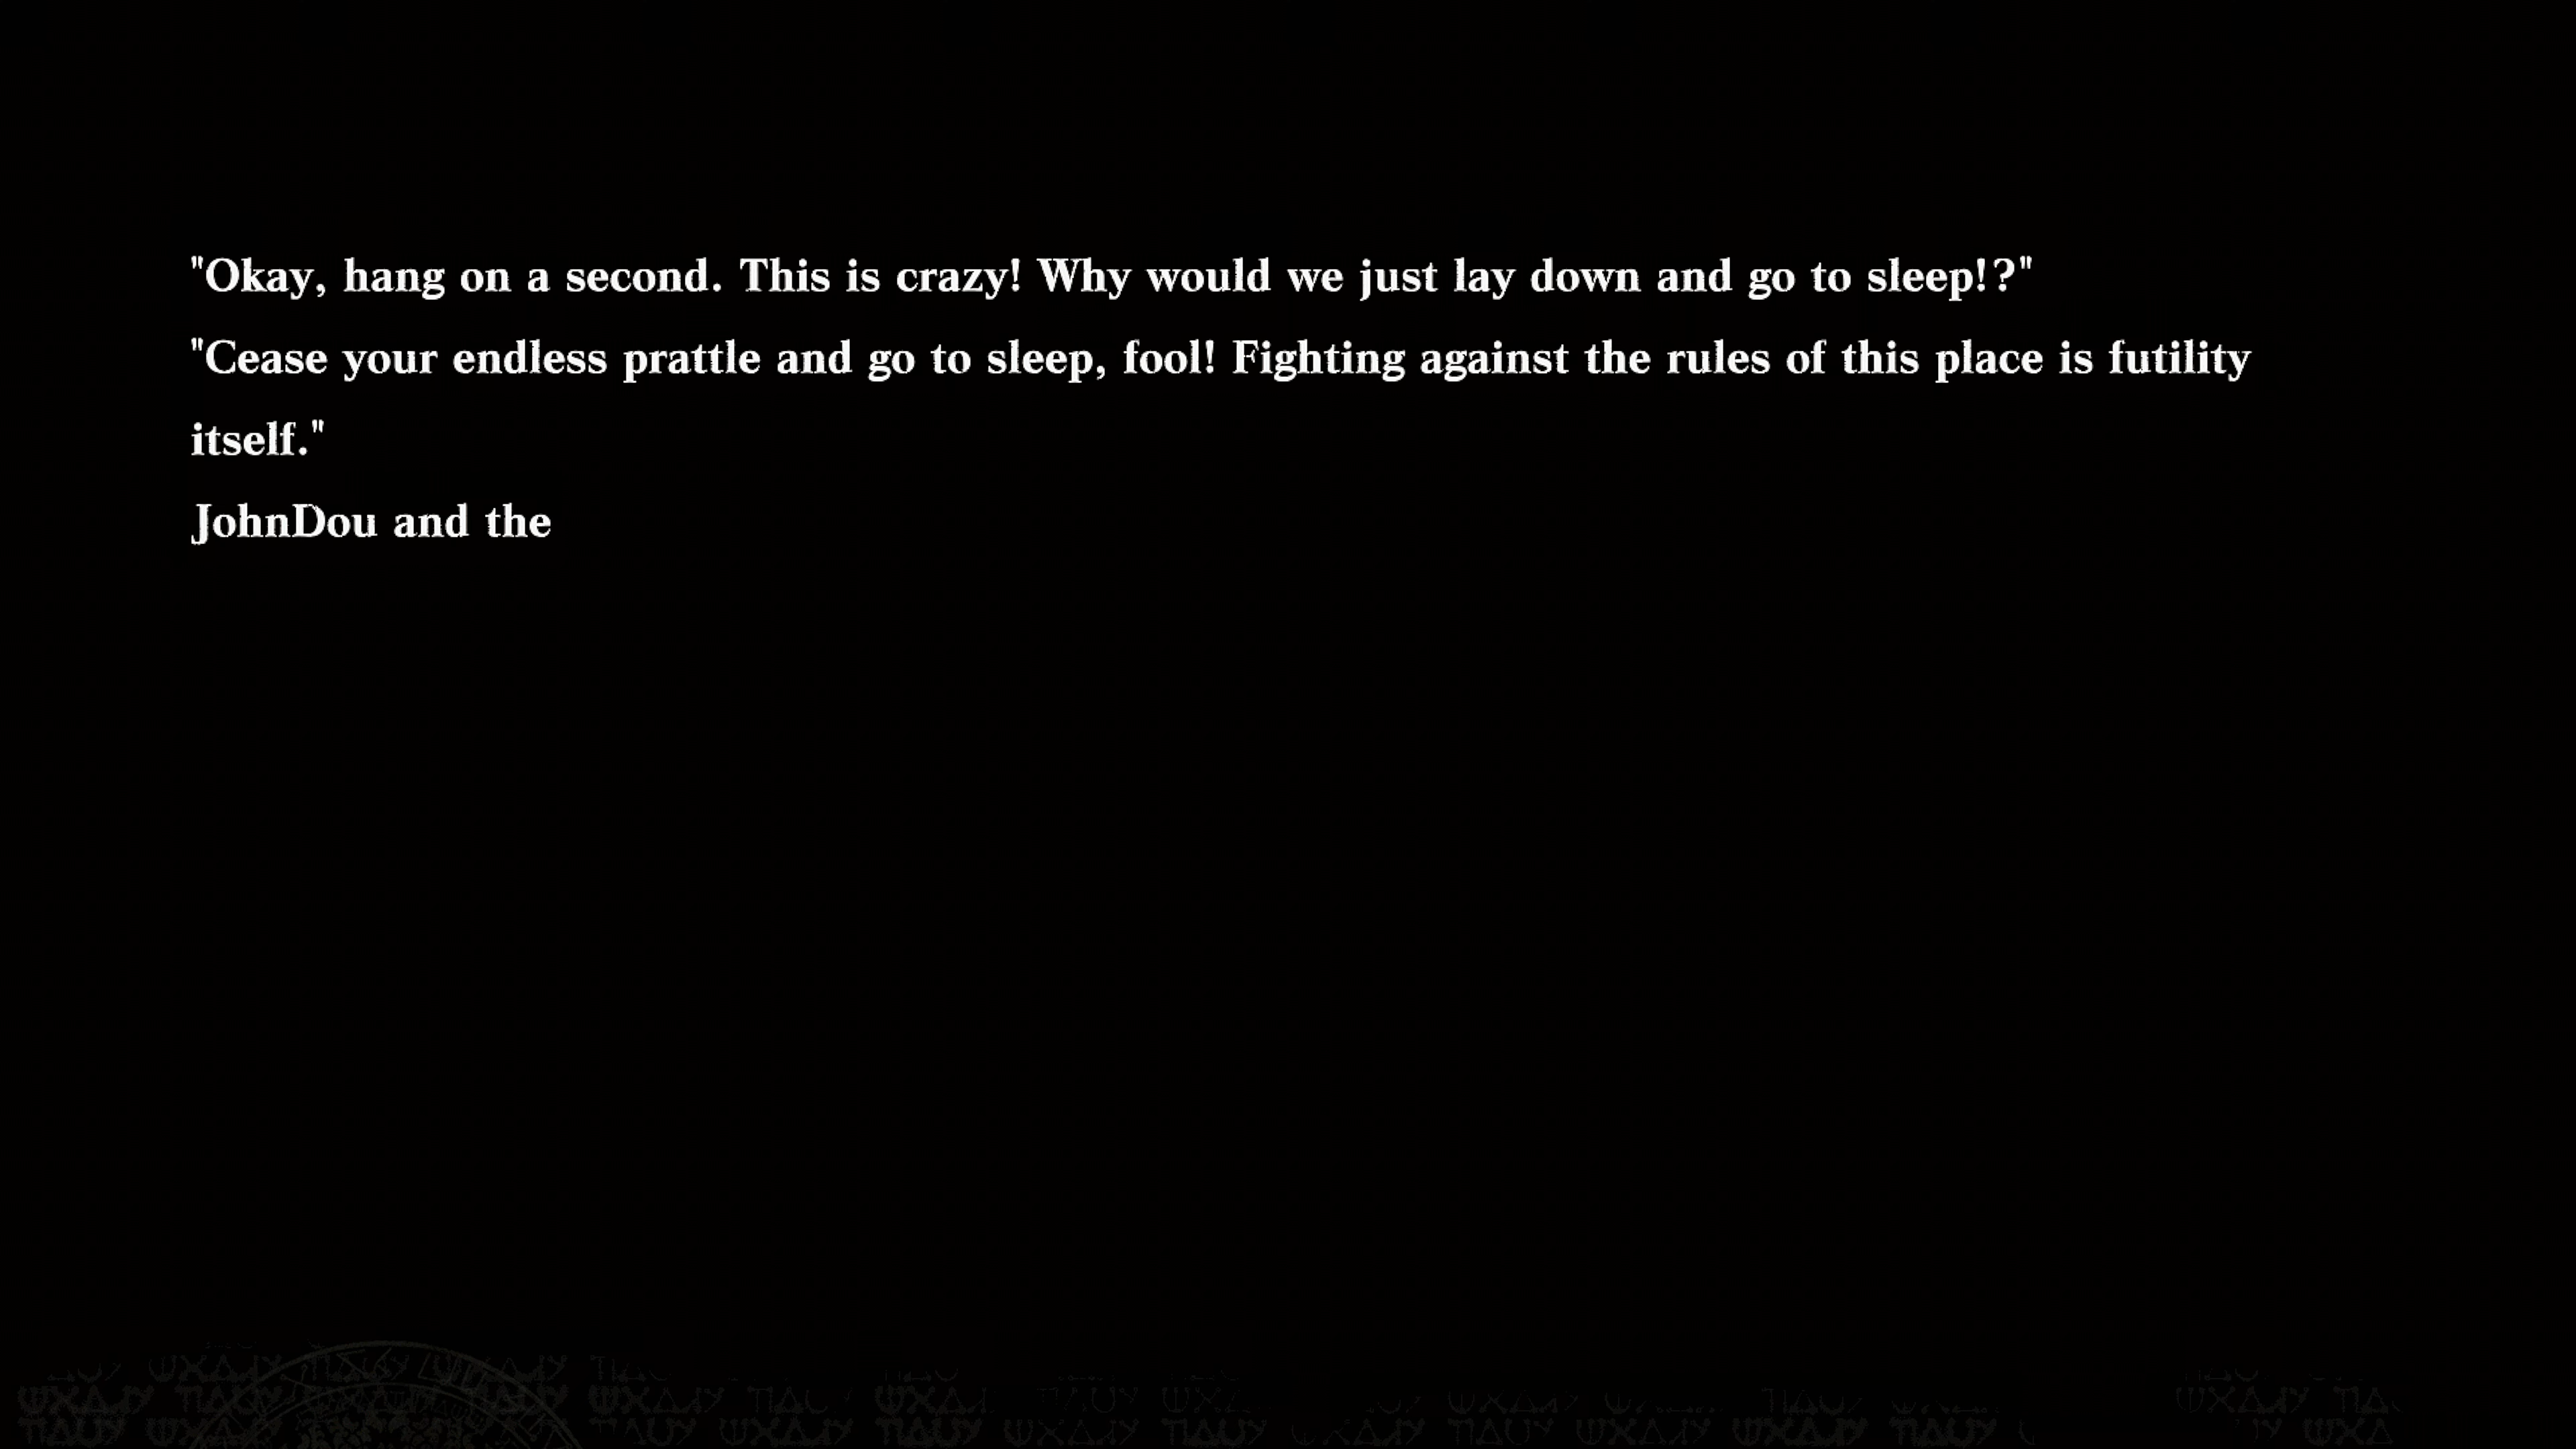 "Okay, hang on a second. This is crazy! Why would we just lay down and go to sleep!?"
"Cease your endless prattle and go to sleep, fool! Fighting against the rules of this place is futility
itself."
JohnDou and the